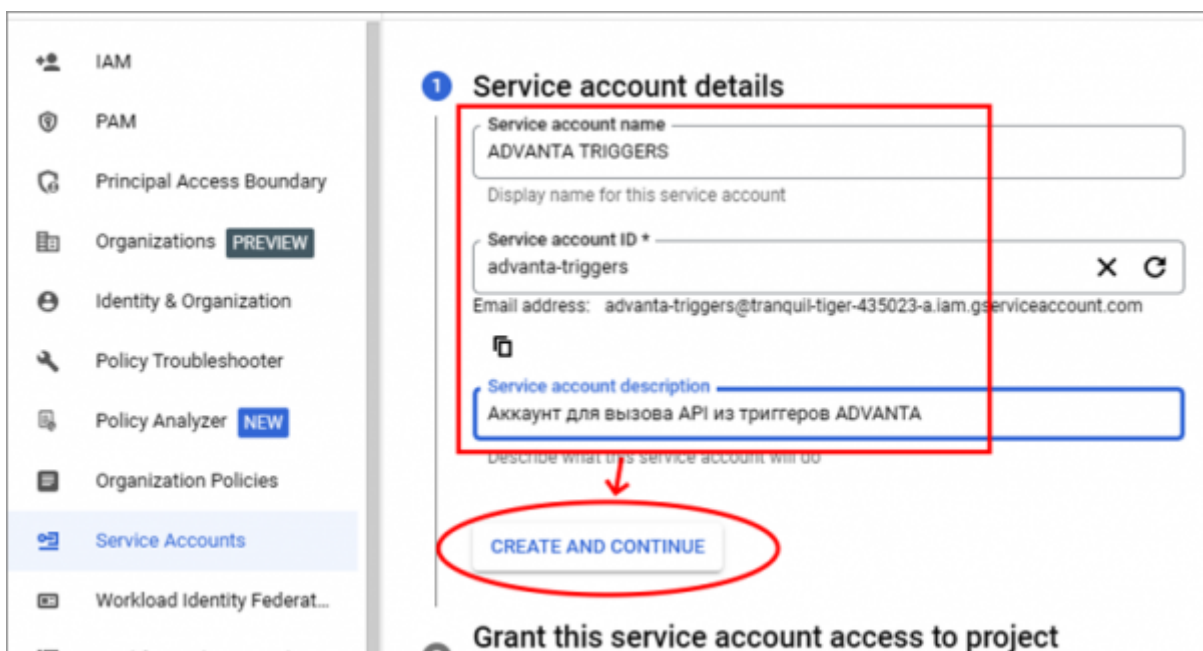 IAM
PAM
Principal Access Boundary
Organizations PREVIEW
Identity & Organization
Policy Troubleshooter
Policy Analyzer NEW
Organization Policies
Service Accounts
Workload Identity Federat...
1 Service account details
Service account name
ADVANTA TRIGGERS
Display name for this service account
Service account ID *
advanta-triggers
Email address: advanta-triggers@tranquil-tiger-435023-a.iam.gserviceaccount.com
Service account description
Аккаунт для вызова API из триггеров ADVANTA
Describe what this service account will do
CREATE AND CONTINUE
Grant this service account access to project